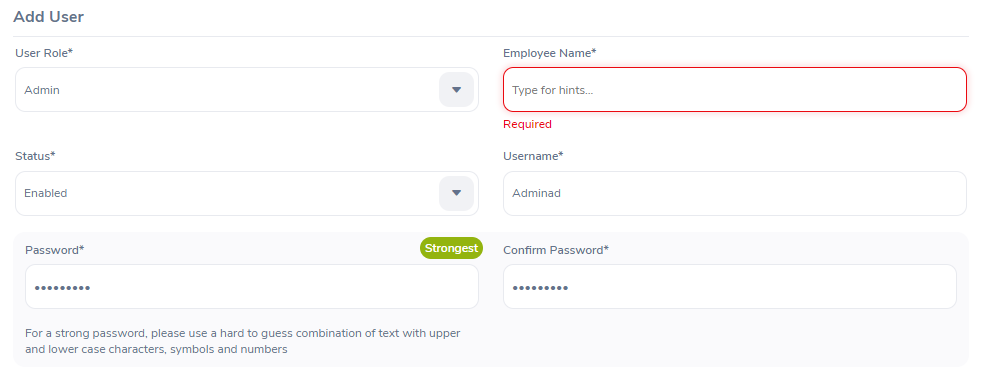 Add User
User Role*
Employee Name*
Admin
Type for hints...
Required
Status*
Username*
Enabled
Adminad
Password*
Strongest
Confirm Password*
•••••••••
•••••••••
For a strong password, please use a hard to guess combination of text with upper
and lower case characters, symbols and numbers